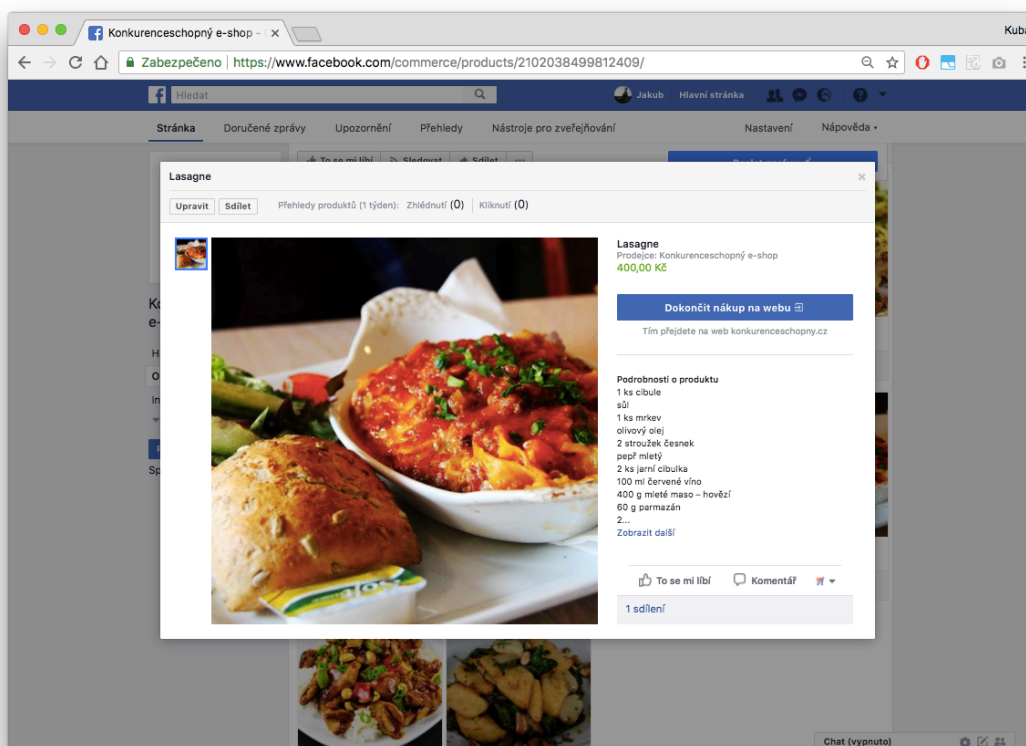 Konkurenceschopný e-shop -
Kuba
Zabezpečeno | https://www.facebook.com/commerce/products/2102038499812409/
Hledat
Jakub Hlavní stránka
Stránka Doručené zprávy Upozornění Přehledy Nástroje pro zveřejňování Nastavení Nápověda
To se mi líbí Sledovat Sdílet
Lasagne
Upravit Sdílet Přehledy produktů (1 týden): Zhlédnutí (0) Kliknutí (0)
Lasagne
Prodejce: Konkurenceschopný e-shop
400,00 Kč
Dokončit nákup na webu
Tím přejdete na web konkurenceschopny.cz
Podrobnosti o produktu
1 ks cibule
sůl
1 ks mrkev
olivový olej
2 stroužek česnek
pepř mletý
2 ks jarní cibulka
100 ml červené víno
400 g mleté maso – hovězí
60 g parmazán
2...
Zobrazit další
To se mi líbí Komentář
1 sdílení
Chat (vypnuto)